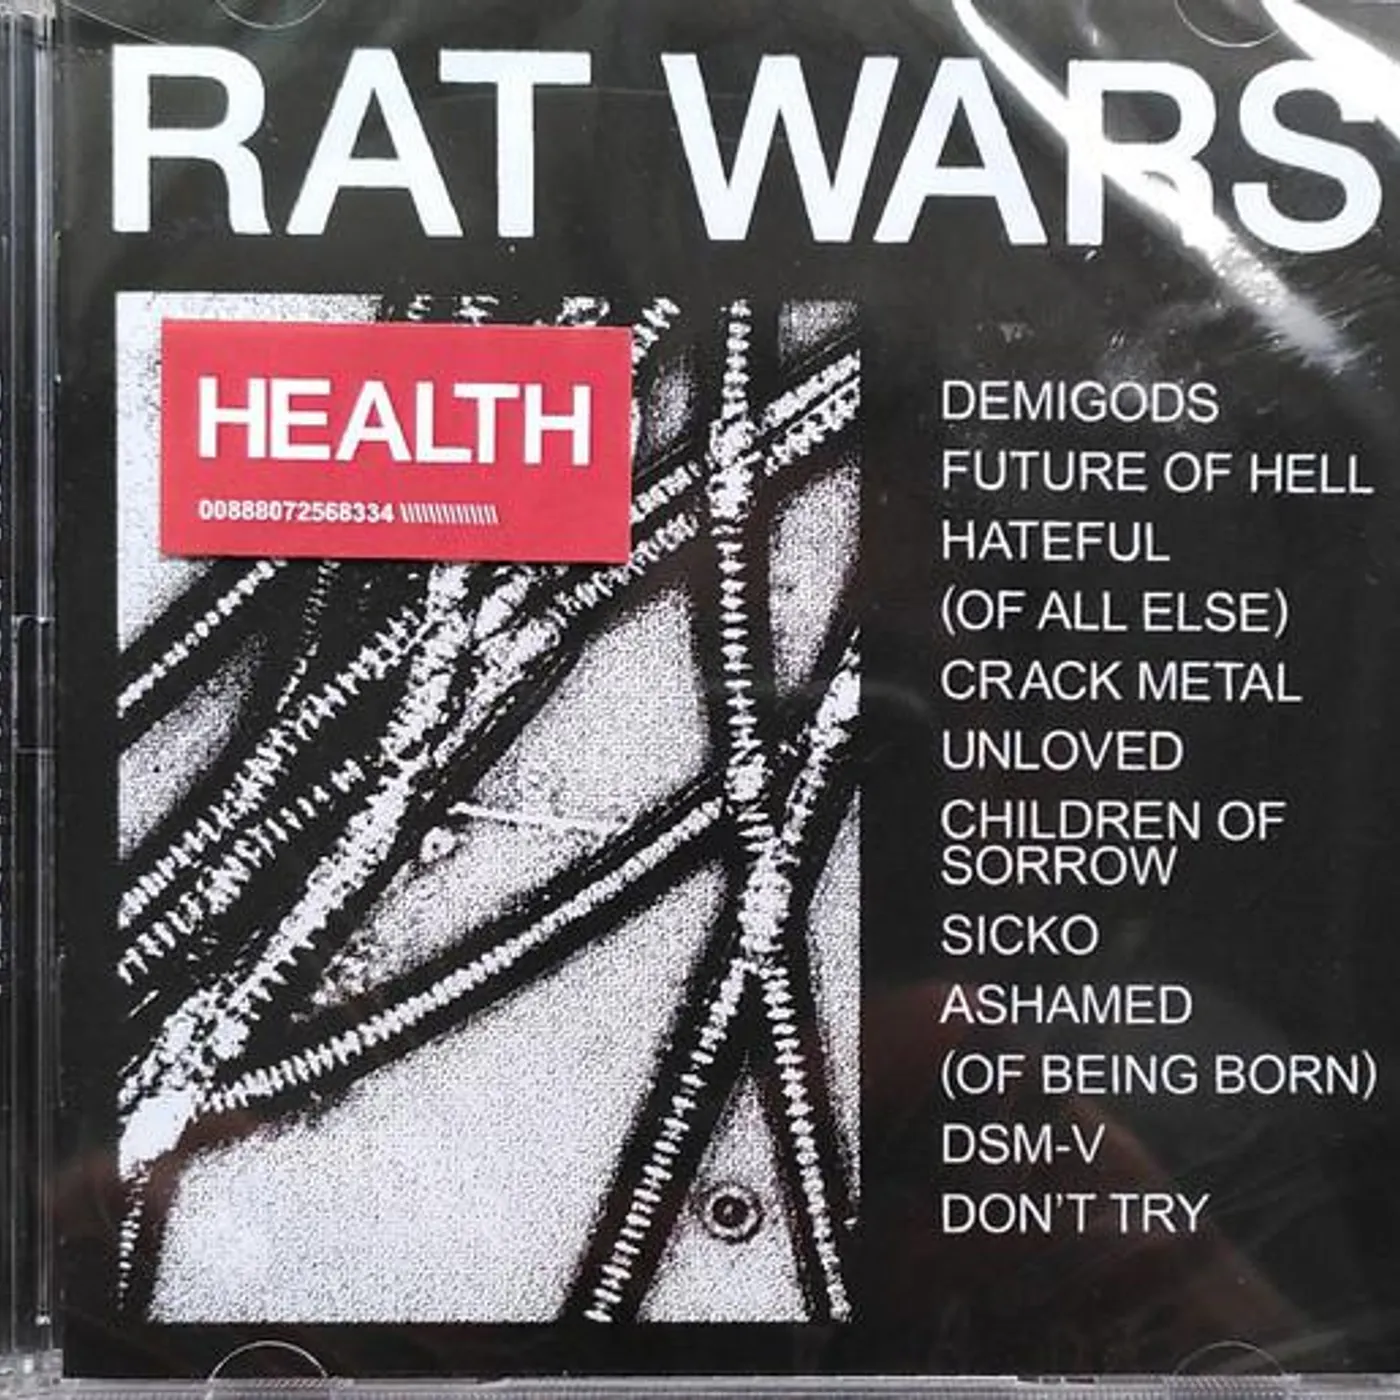 RAT WARS
HEALTH
00888072568334 \\\\\\\\\\\\\\\
DEMIGODS
FUTURE OF HELL
HATEFUL
(OF ALL ELSE)
CRACK METAL
UNLOVED
CHILDREN OF
SORROW
SICKO
ASHAMED
(OF BEING BORN)
DSM-V
DON'T TRY